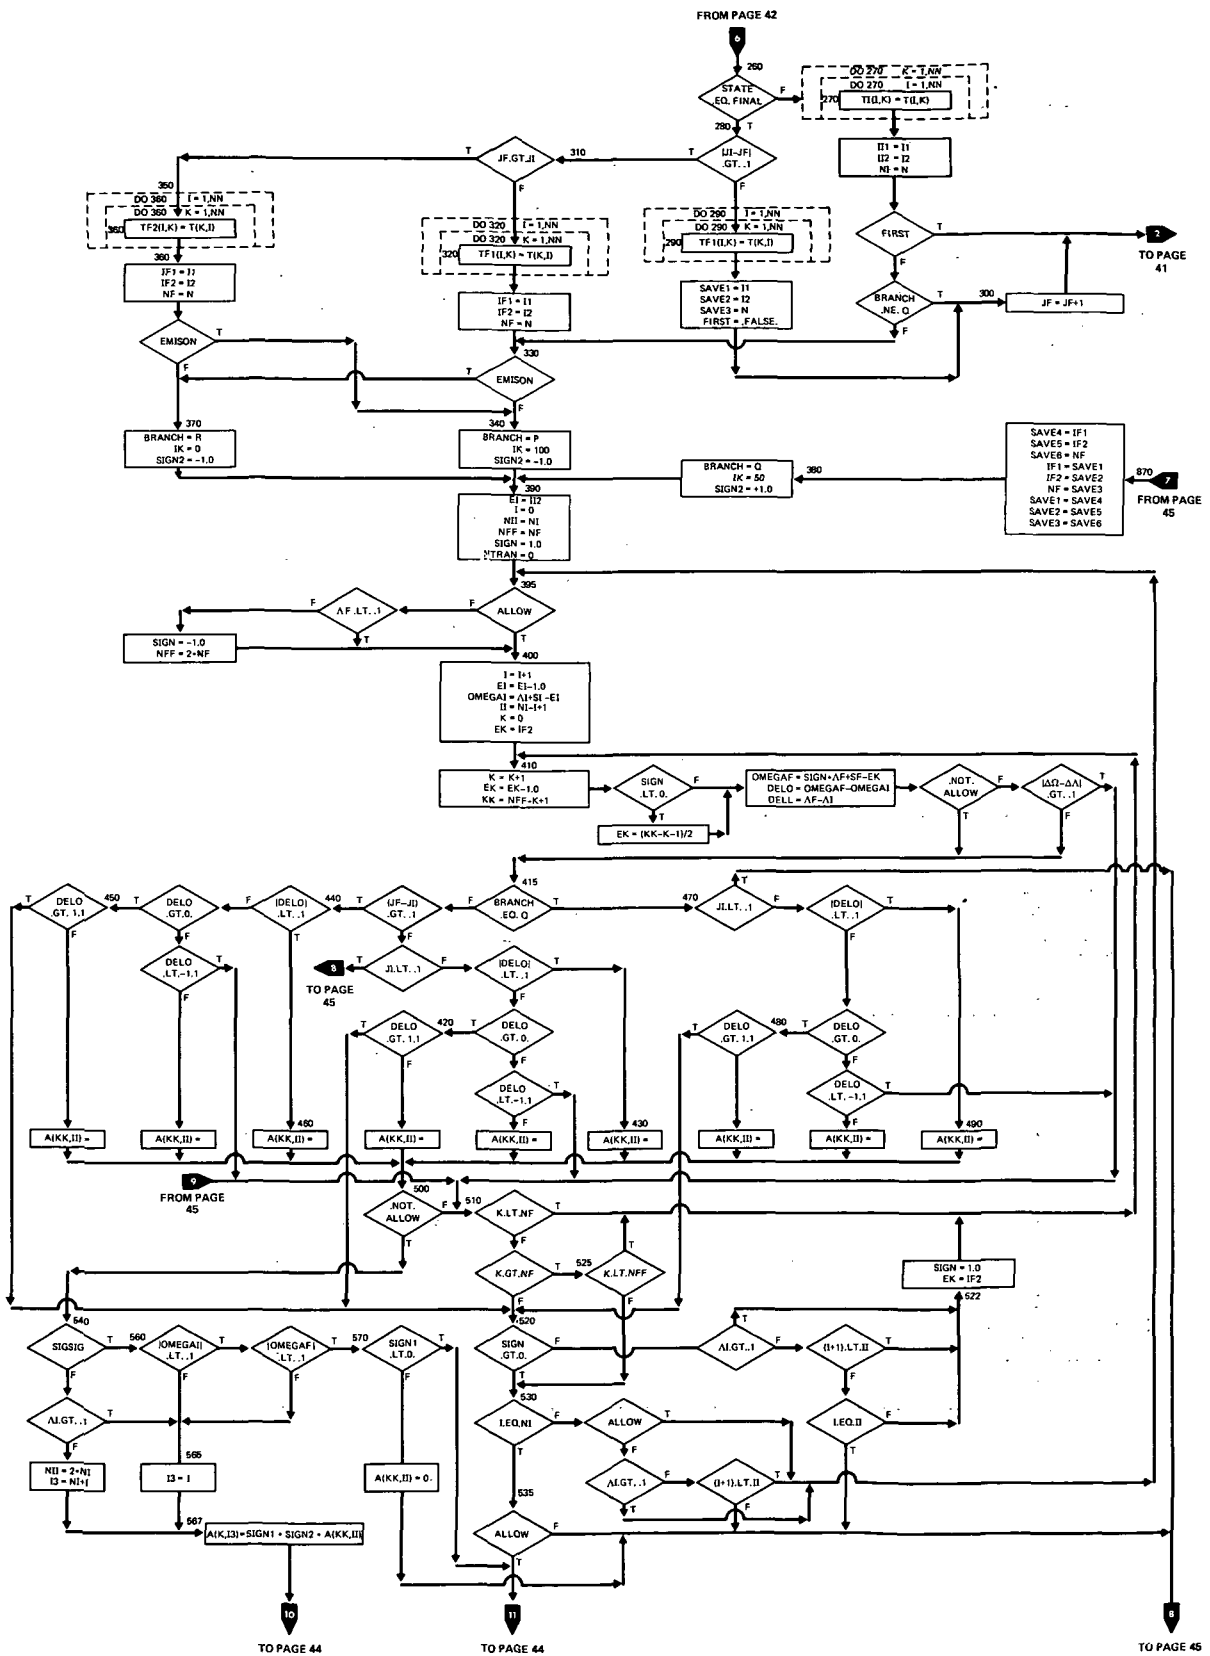 FROM PAGE 42
6
260
STATE
.EQ. FINAL
F
DO 270 K = 1,NN
DO 270 I = 1,NN
270
TI(I,K) = T(I,K)
280
T
II1 = I1
II2 = I2
NI = N
|JI-JF|
.GT. .1
T
310
JF.GT.JI
T
F
F
350
DO 360 I = 1,NN
DO 360 K = 1,NN
360
TF2(I,K) = T(K,I)
DO 320 I = 1,NN
DO 320 K = 1,NN
320
TF1(I,K) = T(K,I)
DO 290 I = 1,NN
DO 290 K = 1,NN
290
TF1(I,K) = T(K,I)
FIRST
T
F
2
TO PAGE
41
360
IF1 = I1
IF2 = I2
NF = N
IF1 = I1
IF2 = I2
NF = N
SAVE1 = I1
SAVE2 = I2
SAVE3 = N
FIRST = .FALSE.
BRANCH
.NE. Q
T
F
300
JF = JF+1
EMISON
T
F
330
EMISON
T
F
370
BRANCH = R
IK = 0
SIGN2 = -1.0
340
BRANCH = P
IK = 100
SIGN2 = -1.0
BRANCH = Q
IK = 50
SIGN2 = +1.0
380
SAVE4 = IF1
SAVE5 = IF2
SAVE6 = NF
IF1 = SAVE1
IF2 = SAVE2
NF = SAVE3
SAVE1 = SAVE4
SAVE2 = SAVE5
SAVE3 = SAVE6
870
7
FROM PAGE
45
390
EI = II2
I = 0
NII = NI
NFF = NF
SIGN = 1.0
NTRAN = 0
395
ALLOW
F
T
ΛF.LT. .1
F
T
SIGN = -1.0
NFF = 2*NF
400
I = I+1
EI = EI-1.0
OMEGAI = ΛI+SI-EI
II = NI-I+1
K = 0
EK = IF2
410
K = K+1
EK = EK-1.0
KK = NFF-K+1
SIGN
.LT. 0.
F
T
EK = (KK-K-1)/2
OMEGAF = SIGN*ΛF+SF-EK
DELO = OMEGAF-OMEGAI
DELL = ΛF-ΛI
.NOT.
ALLOW
F
T
|ΔΩ-ΔΛ|
.GT. .1
T
F
415
BRANCH
.EQ. Q
F
T
T
DELO
.GT. 1.1
F
450
T
DELO
.GT.0.
F
F
|DELO|
.LT. .1
T
440
T
(JF-JI)
.GT. .1
F
470
JI.LT. .1
T
F
|DELO|
.LT. .1
T
F
DELO
.LT.-1.1
T
F
8
TO PAGE
45
T
JI.LT. .1
F
|DELO|
.LT. .1
T
F
T
DELO
.GT. 1.1
F
420
T
DELO
.GT. 0.
F
T
DELO
.GT. 1.1
480
T
DELO
.GT. 0.
F
DELO
.LT.-1.1
T
F
DELO
.LT. -1.1
T
F
A(KK,II) =
A(KK,II) =
460
A(KK,II) =
A(KK,II) =
A(KK,II) =
430
A(KK,II) =
A(KK,II) =
A(KK,II) =
490
A(KK,II) =
9
FROM PAGE
45
500
.NOT.
ALLOW
F
T
510
K.LT.NF
T
F
K.GT.NF
T
F
525
K.LT.NFF
T
F
SIGN = 1.0
EK = IF2
522
540
SIGSIG
T
F
560
|OMEGAI|
.LT. .1
T
F
|OMEGAF|
.LT. .1
T
F
570
SIGN1
.LT.0.
T
F
520
SIGN
.GT.0.
F
T
ΛI.GT. .1
T
F
(I+1).LT.II
T
F
ΛI.GT. .1
T
F
530
I.EQ.NI
F
T
ALLOW
T
F
I.EQ.II
F
T
NII = 2*NI
I3 = NI+I
565
I3 = I
A(KK,II) = 0.
ΛI.GT. .1
F
T
(I+1).LT.II
T
F
535
567
A(K,I3)=SIGN1 * SIGN2 * A(KK,II)
ALLOW
F
T
10
TO PAGE 44
11
TO PAGE 44
8
TO PAGE 45